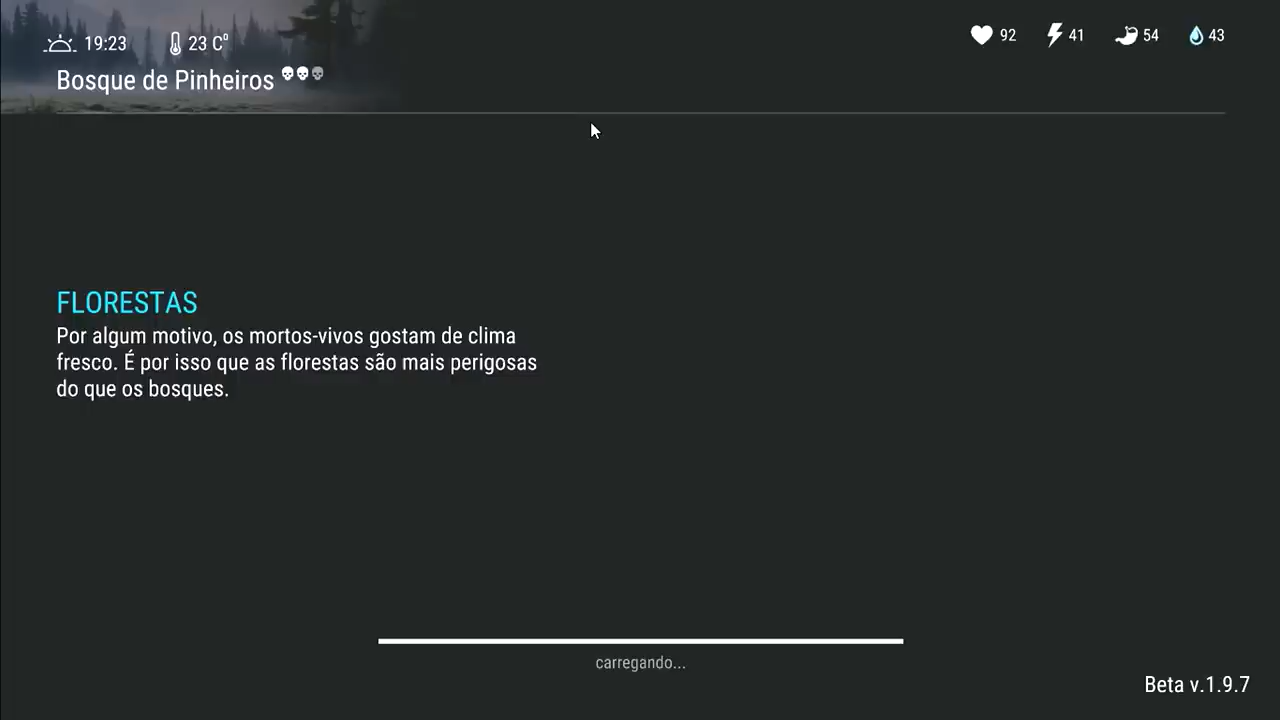 19:23 23 Cº
92 41 54 43
Bosque de Pinheiros
FLORESTAS
Por algum motivo, os mortos-vivos gostam de clima
fresco. É por isso que as florestas são mais perigosas
do que os bosques.
carregando...
Beta v.1.9.7